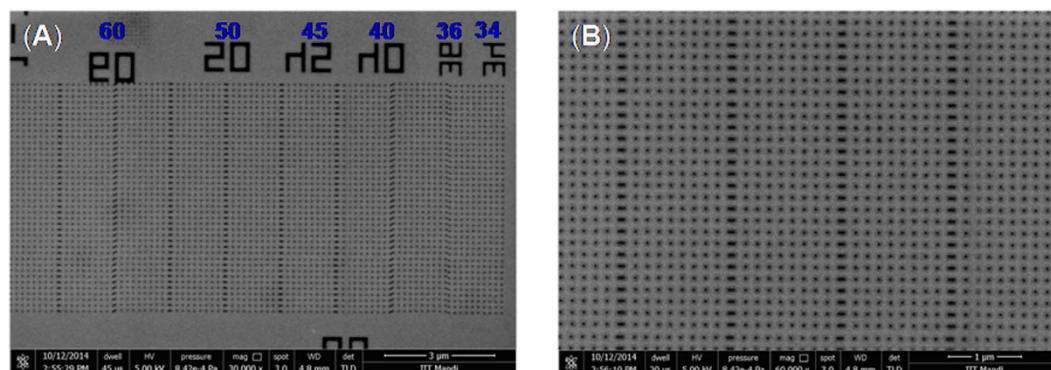 (A)
60 50 45 40 36 34
10/12/2014 dwell HV pressure mag □ spot WD det
2:55:29 PM 45 µs 5.00 kV 8.42e-4 Pa 30 000 x 3.0 4.8 mm TLD
3 µm
IIT Mandi
(B)
10/12/2014 dwell HV pressure mag □ spot WD det
2:56:10 PM 20 µs 5.00 kV 8.42e-4 Pa 60 000 x 3.0 4.8 mm TLD
1 µm
IIT Mandi